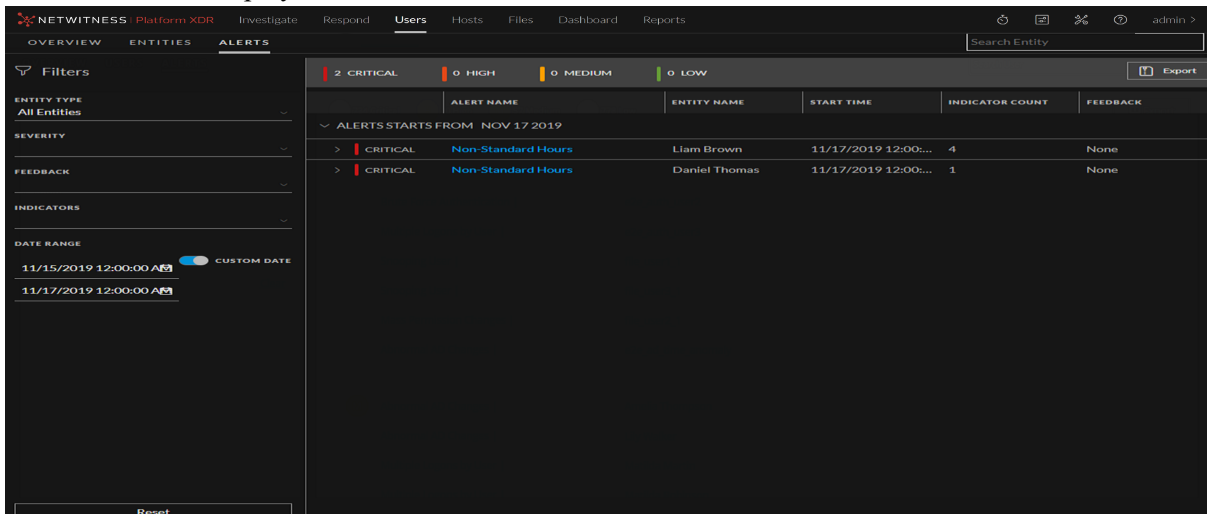 NETWITNESS | Platform XDR Investigate Respond Users Hosts Files Dashboard Reports admin >
OVERVIEW ENTITIES ALERTS Search Entity
Filters
2 CRITICAL 0 HIGH 0 MEDIUM 0 LOW Export
ALERT NAME ENTITY NAME START TIME INDICATOR COUNT FEEDBACK
ENTITY TYPE
All Entities
ALERTS STARTS FROM NOV 17 2019
SEVERITY
> CRITICAL Non-Standard Hours Liam Brown 11/17/2019 12:00:... 4 None
> CRITICAL Non-Standard Hours Daniel Thomas 11/17/2019 12:00:... 1 None
FEEDBACK
INDICATORS
DATE RANGE
CUSTOM DATE
11/15/2019 12:00:00 A
11/17/2019 12:00:00 A
Reset